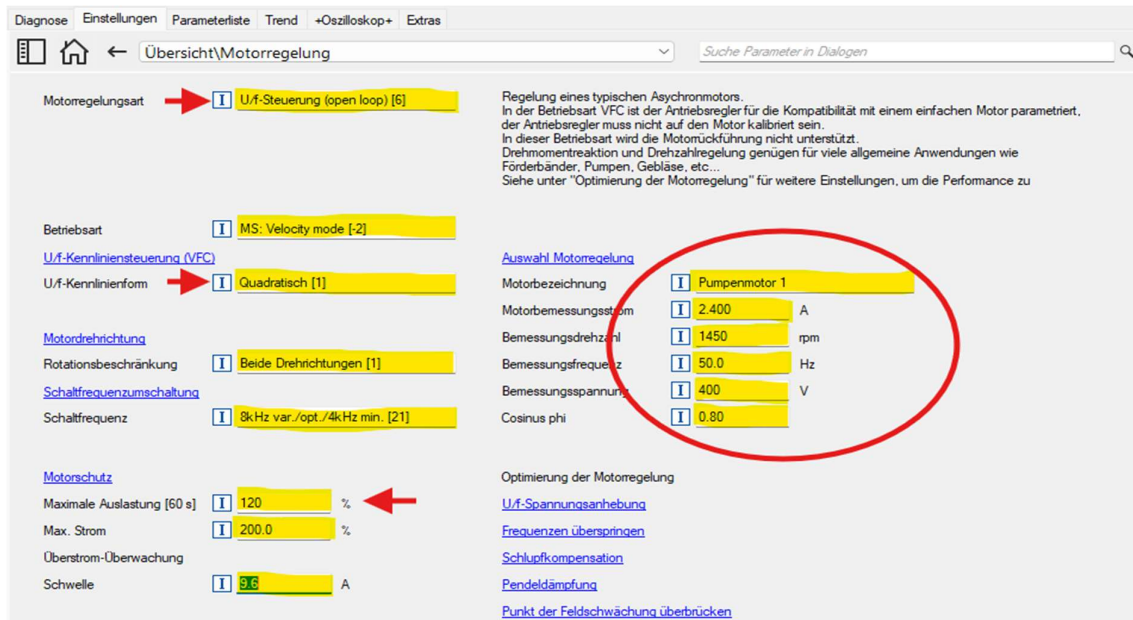 Diagnose Einstellungen Parameterliste Trend +Oszilloskop+ Extras
Übersicht\Motorregelung Suche Parameter in Dialogen
Motorregelungsart I U/f-Steuerung (open loop) [6]
Regelung eines typischen Asychronmotors.
In der Betriebsart VFC ist der Antriebsregler für die Kompatibilität mit einem einfachen Motor parametriert,
der Antriebsregler muss nicht auf den Motor kalibriert sein.
In dieser Betriebsart wird die Motorrückführung nicht unterstützt.
Drehmomentreaktion und Drehzahlregelung genügen für viele allgemeine Anwendungen wie
Förderbänder, Pumpen, Gebläse, etc...
Siehe unter "Optimierung der Motorregelung" für weitere Einstellungen, um die Performance zu
Betriebsart I MS: Velocity mode [-2]
U/f-Kennliniensteuerung (VFC)
U/f-Kennlinienform I Quadratisch [1]
Motordrehrichtung
Rotationsbeschränkung I Beide Drehrichtungen [1]
Schaltfrequenzumschaltung
Schaltfrequenz I 8kHz var./opt./4kHz min. [21]
Auswahl Motorregelung
Motorbezeichnung I Pumpenmotor 1
Motorbemessungsstrom I 2.400 A
Bemessungsdrehzahl I 1450 rpm
Bemessungsfrequenz I 50.0 Hz
Bemessungsspannung I 400 V
Cosinus phi I 0.80
Motorschutz
Maximale Auslastung [60 s] I 120 %
Max. Strom I 200.0 %
Überstrom-Überwachung
Schwelle I 9.6 A
Optimierung der Motorregelung
U/f-Spannungsanhebung
Frequenzen überspringen
Schlupfkompensation
Pendeldämpfung
Punkt der Feldschwächung überbrücken